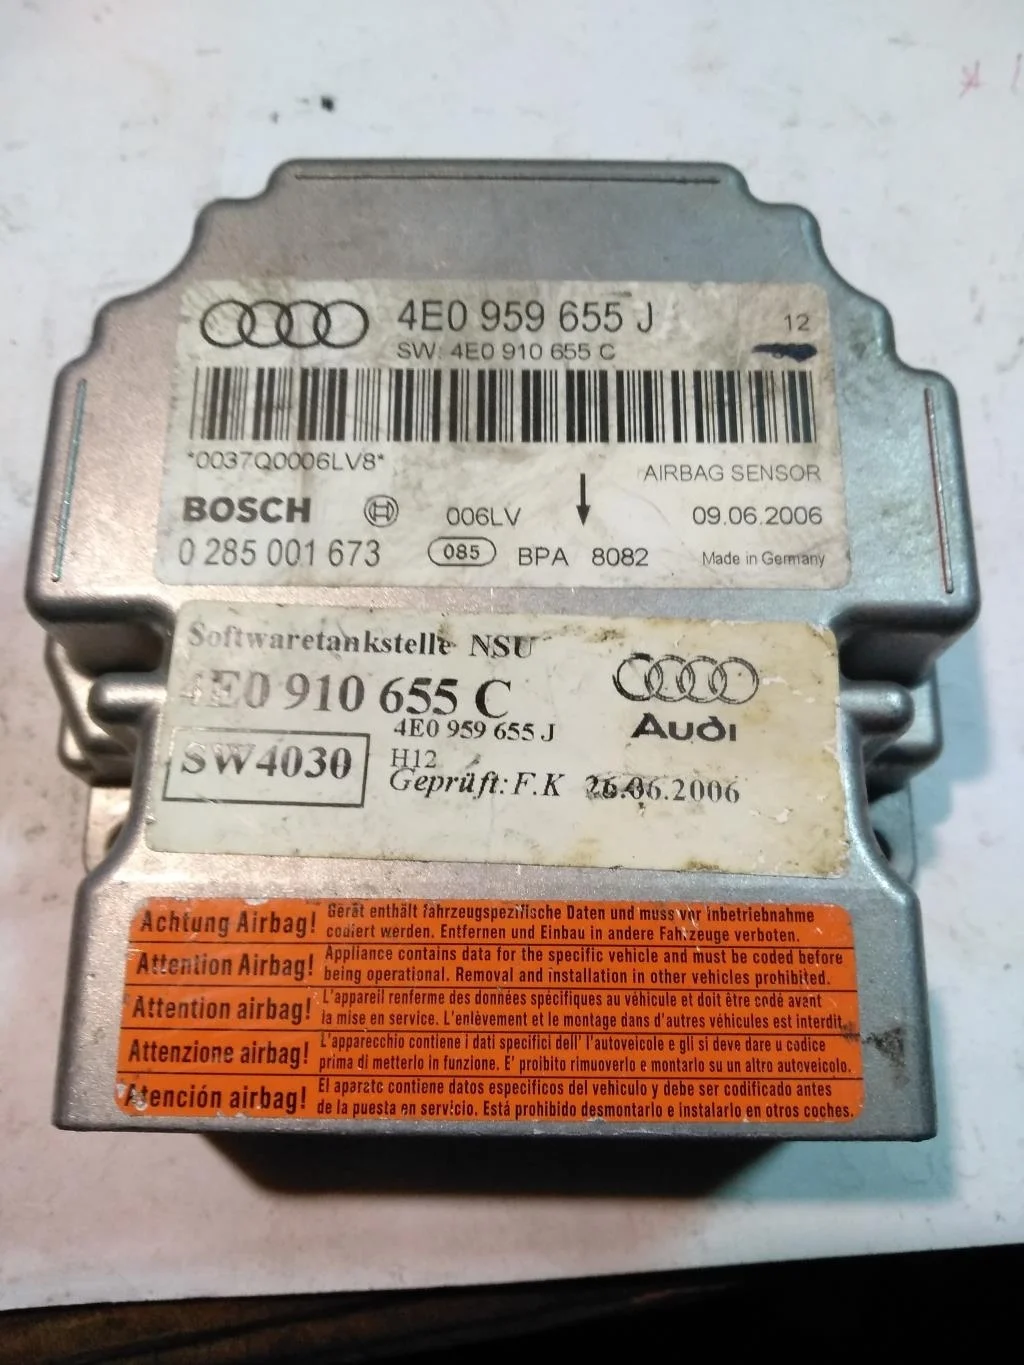 4E0 959 655 J 12
SW: 4E0 910 655 C
*0037Q0006LV8*
AIRBAG SENSOR
BOSCH 006LV 09.06.2006
0 285 001 673 085 BPA 8082 Made in Germany
Softwaretankstelle NSU
4E0 910 655 C
4E0 959 655 J
Audi
SW4030
H12
Geprüft: F.K 26.06.2006
Achtung Airbag! Gerät enthält fahrzeugspezifische Daten und muss vor Inbetriebnahme
codiert werden. Entfernen und Einbau in andere Fahrzeuge verboten.
Attention Airbag! Appliance contains data for the specific vehicle and must be coded before
being operational. Removal and installation in other vehicles prohibited.
Attention airbag! L'appareil renferme des données spécifiques au véhicule et doit être codé avant
la mise en service. L'enlèvement et le montage dans d'autres véhicules est interdit.
Attenzione airbag! L'apparecchio contiene i dati specifici dell' l'autoveicolo e gli si deve dare u codice
prima di metterlo in funzione. E' proibito rimuoverlo e montarlo su un altro autoveicolo.
Atención airbag! El aparato contiene datos especificos del vehiculo y debe ser codificado antes
de la puesta en servicio. Está prohibido desmontarlo e instalarlo en otros coches.